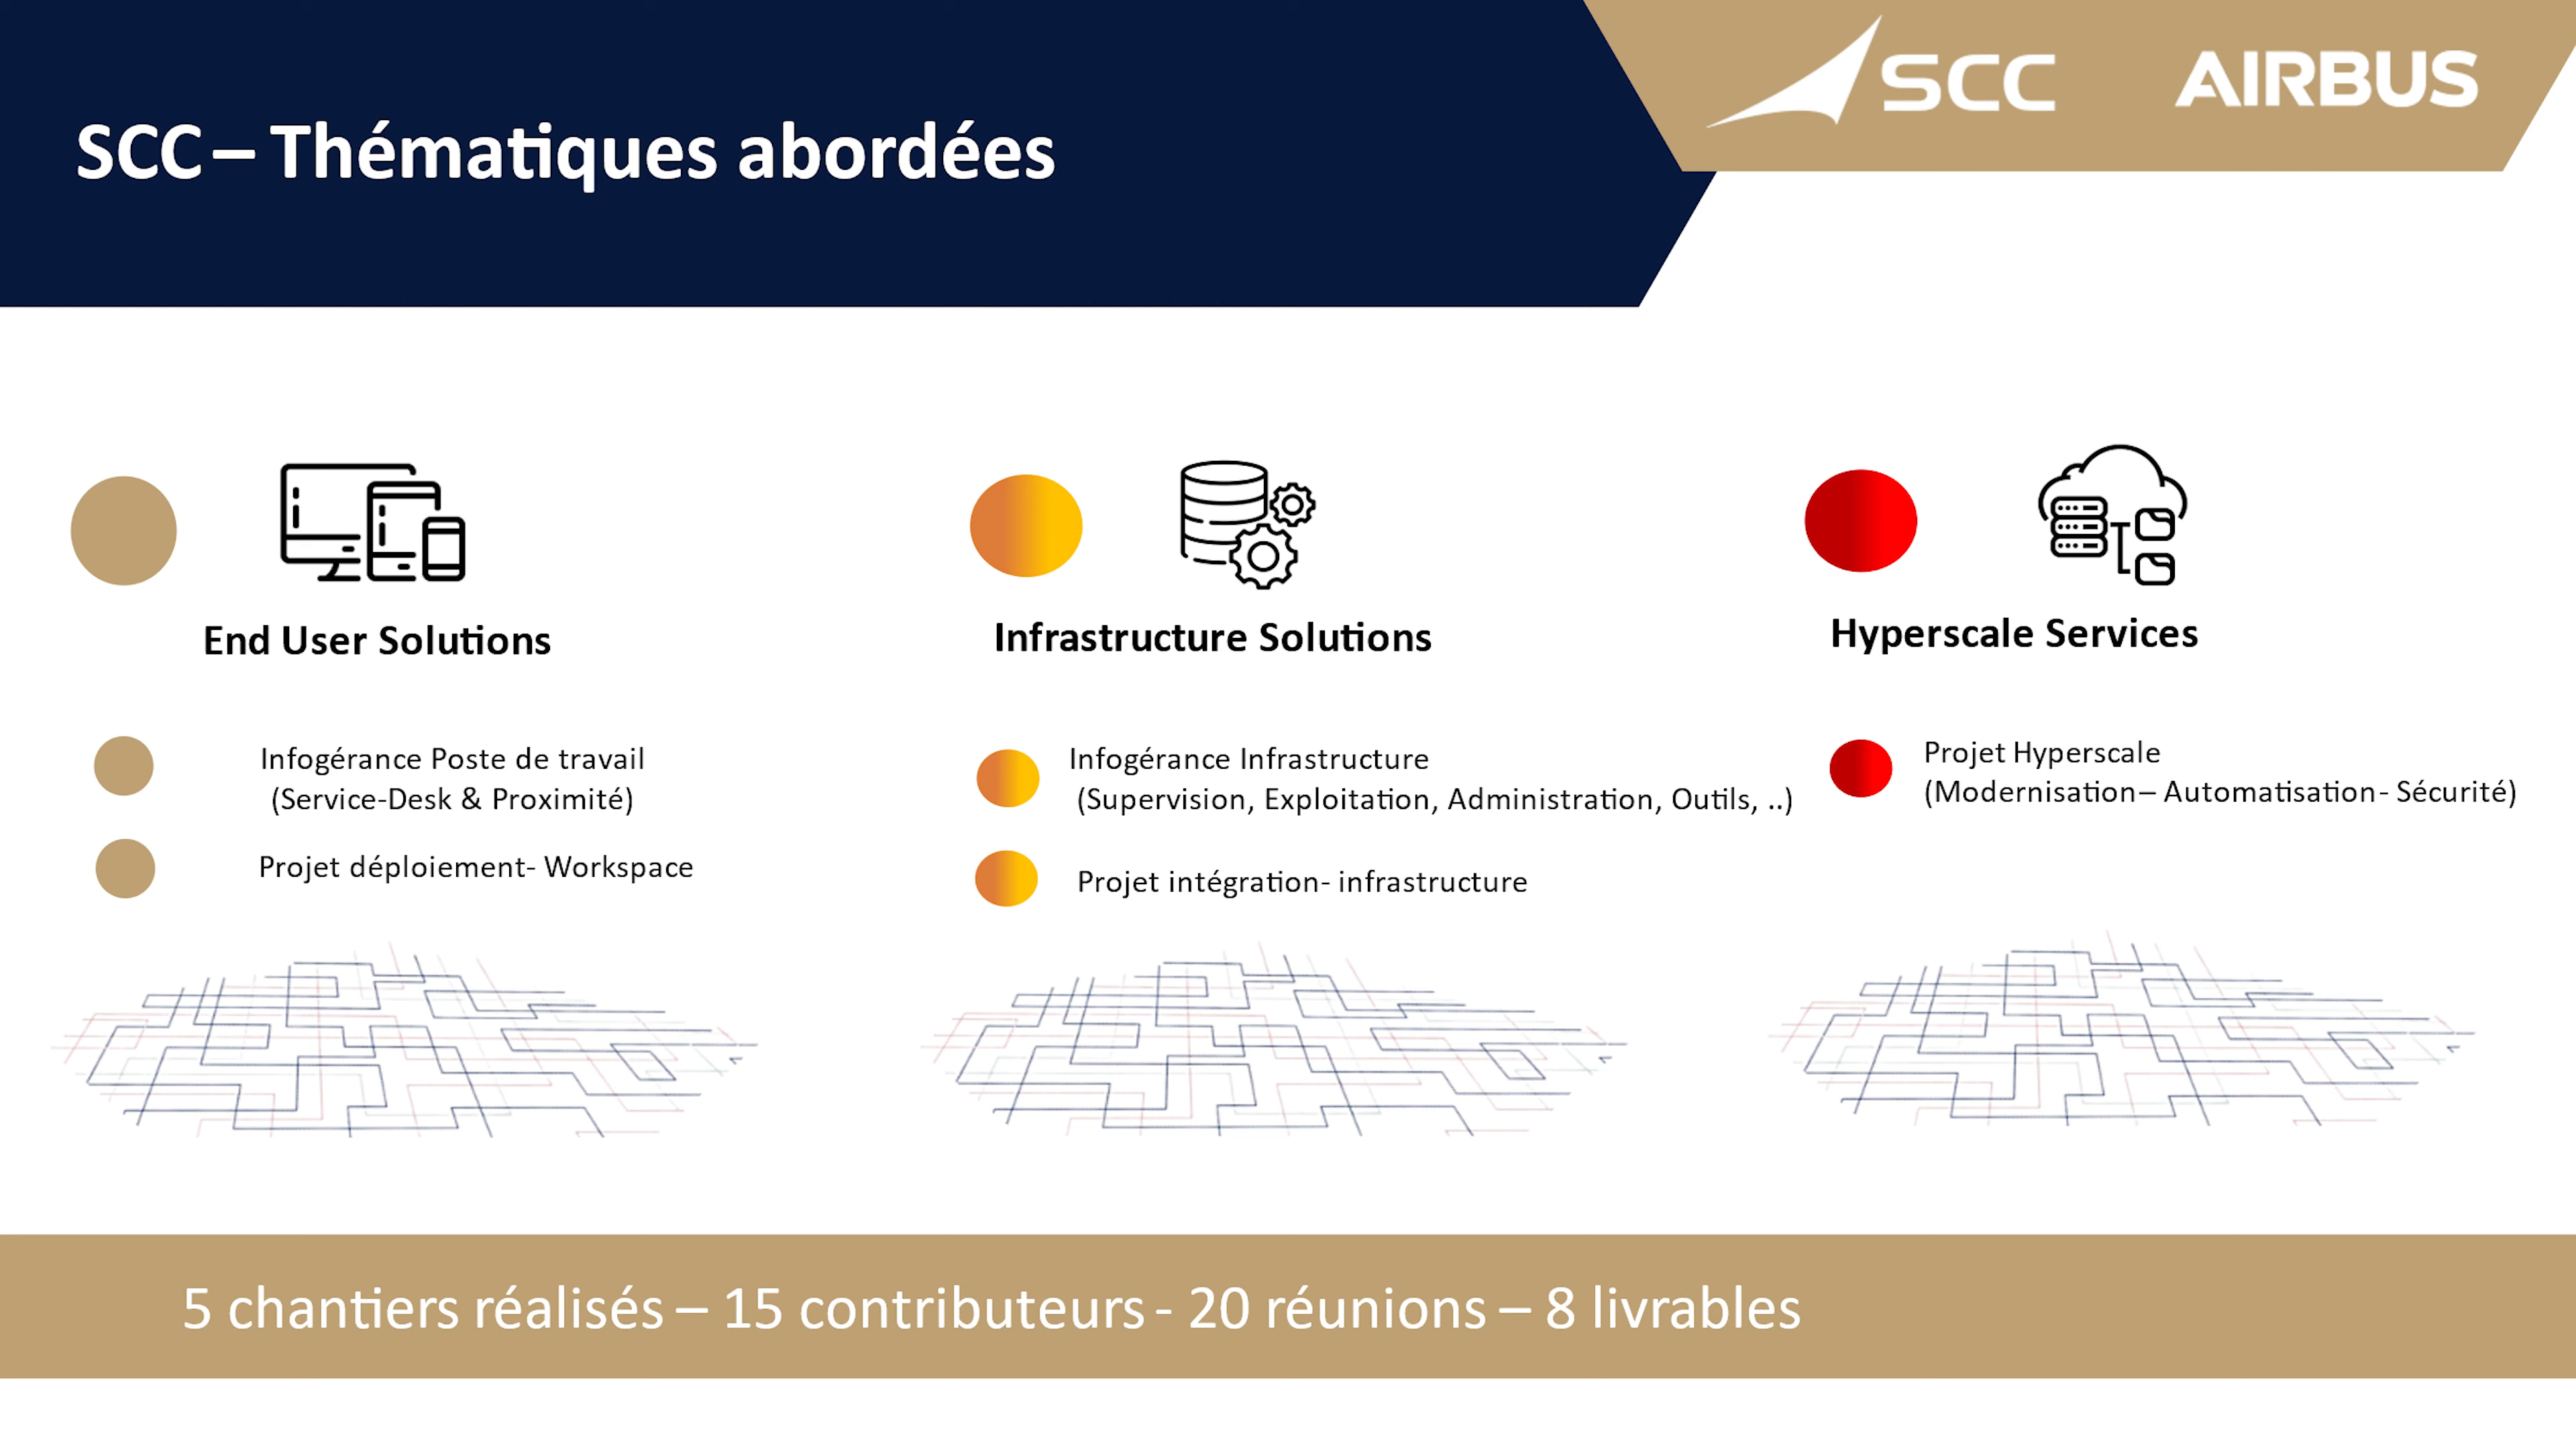 SCC – Thématiques abordées
SCC
AIRBUS
End User Solutions
Infogérance Poste de travail
(Service-Desk & Proximité)
Projet déploiement- Workspace
Infrastructure Solutions
Infogérance Infrastructure
(Supervision, Exploitation, Administration, Outils, ..)
Projet intégration- infrastructure
Hyperscale Services
Projet Hyperscale
(Modernisation– Automatisation- Sécurité)
5 chantiers réalisés – 15 contributeurs - 20 réunions – 8 livrables